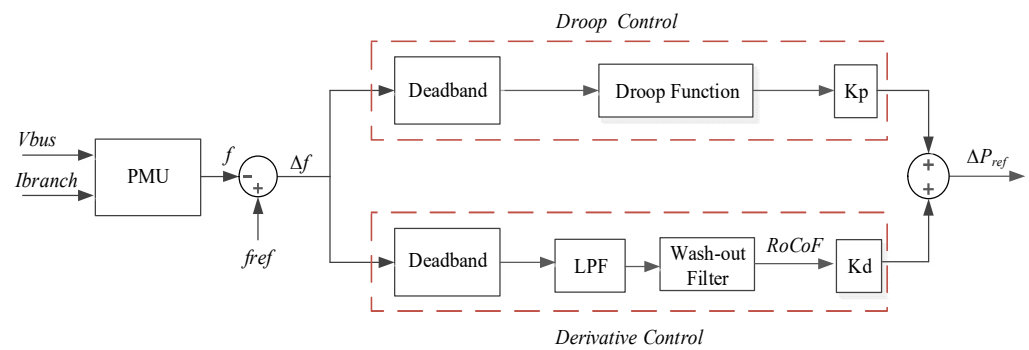 Droop Control
Deadband
Droop Function
Kp
Vbus
Ibranch
PMU
f
−
+
Δf
fref
+
+
ΔPref
Deadband
LPF
Wash-out
Filter
RoCoF
Kd
Derivative Control